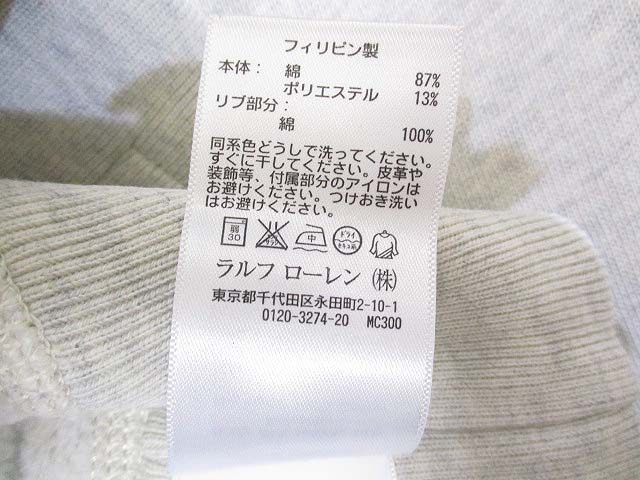 フィリピン製
本体： 綿 87%
ポリエステル 13%
リブ部分：
綿 100%
同系色どうしで洗ってください。
すぐに干してください。皮革や
装飾等、付属部分のアイロンは
お避けください。つけおき洗い
はお避けください。
弱 30 中 ドライ
ラルフ ローレン（株）
東京都千代田区永田町2-10-1
0120-3274-20 MC300